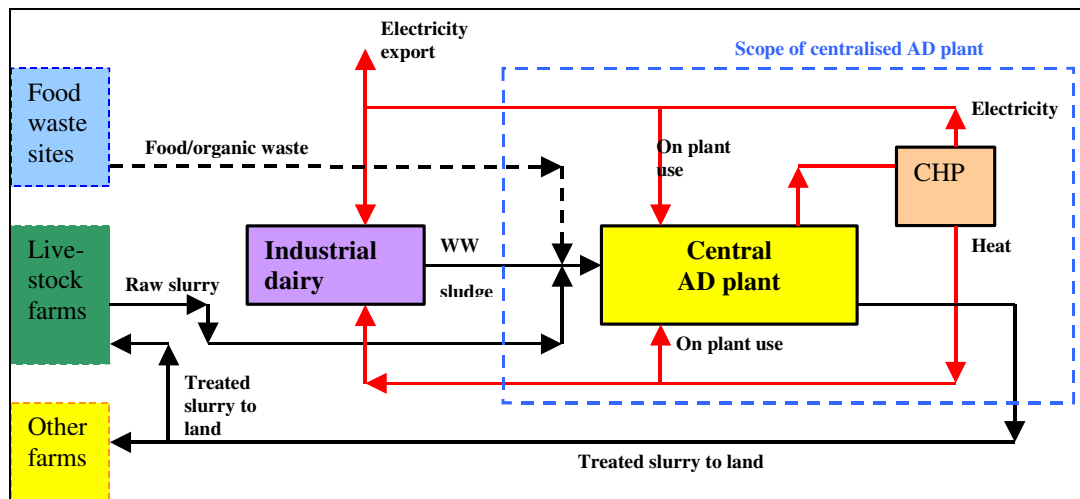 Electricity
export
Scope of centralised AD plant
Food
waste
sites
Electricity
Food/organic waste
On plant
use
CHP
Live-
stock
farms
Industrial
dairy
WW
sludge
Central
AD plant
Heat
Raw slurry
On plant use
Treated
slurry to
land
Other
farms
Treated slurry to land